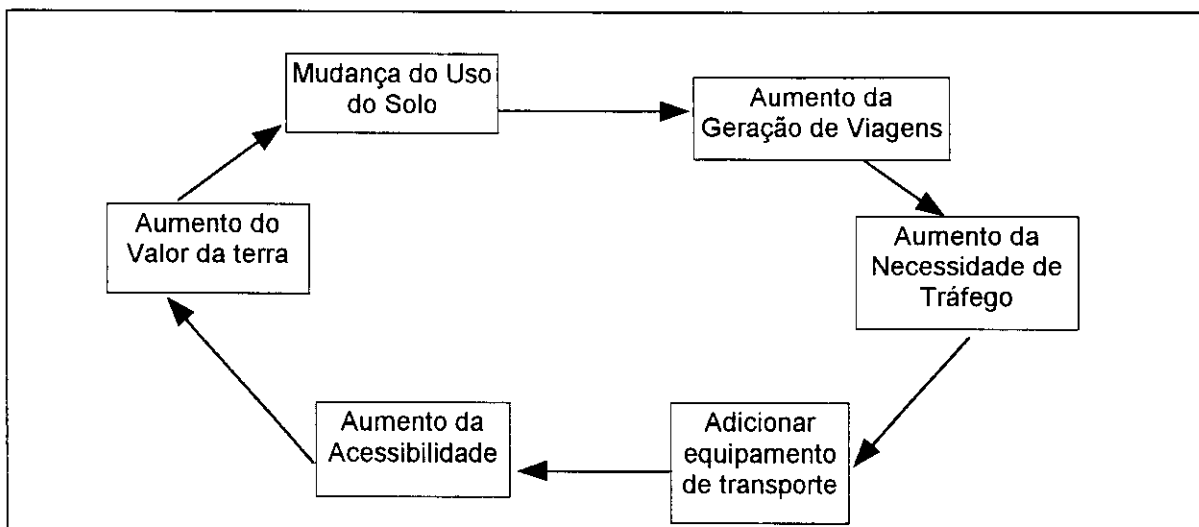 Mudança do Uso
do Solo
Aumento da
Geração de Viagens
Aumento do
Valor da terra
Aumento da
Necessidade de
Tráfego
Aumento da
Acessibilidade
Adicionar
equipamento
de transporte